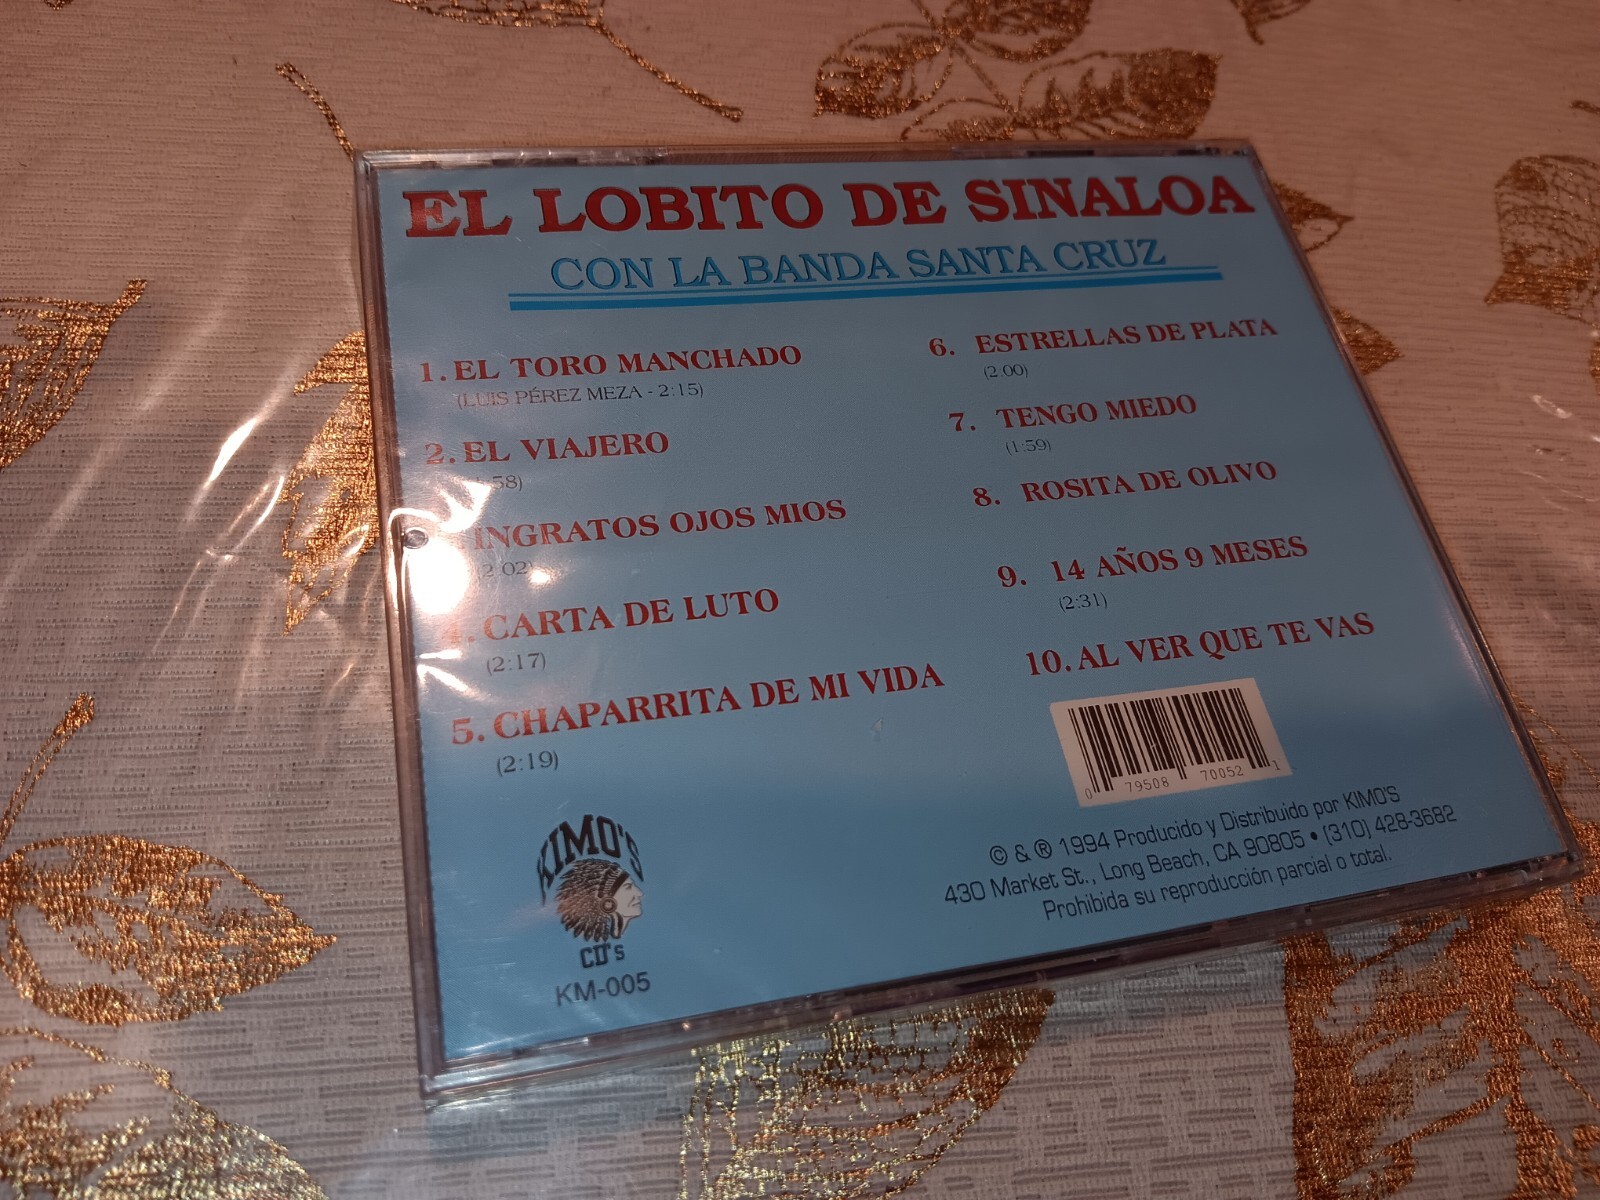 EL LOBITO DE SINALOA
CON LA BANDA SANTA CRUZ
1. EL TORO MANCHADO
(LUIS PÉREZ MEZA - 2:15)
2. EL VIAJERO
58)
INGRATOS OJOS MIOS
(2:02)
4. CARTA DE LUTO
(2:17)
5. CHAPARRITA DE MI VIDA
(2:19)
6. ESTRELLAS DE PLATA
(2:00)
7. TENGO MIEDO
(1:59)
8. ROSITA DE OLIVO
9. 14 AÑOS 9 MESES
(2:31)
10. AL VER QUE TE VAS
0 79508 70052 1
KIMO'S
CD's
KM-005
© & ® 1994 Producido y Distribuido por KIMO'S
430 Market St., Long Beach, CA 90805 • (310) 428-3682
Prohibida su reproducción parcial o total.